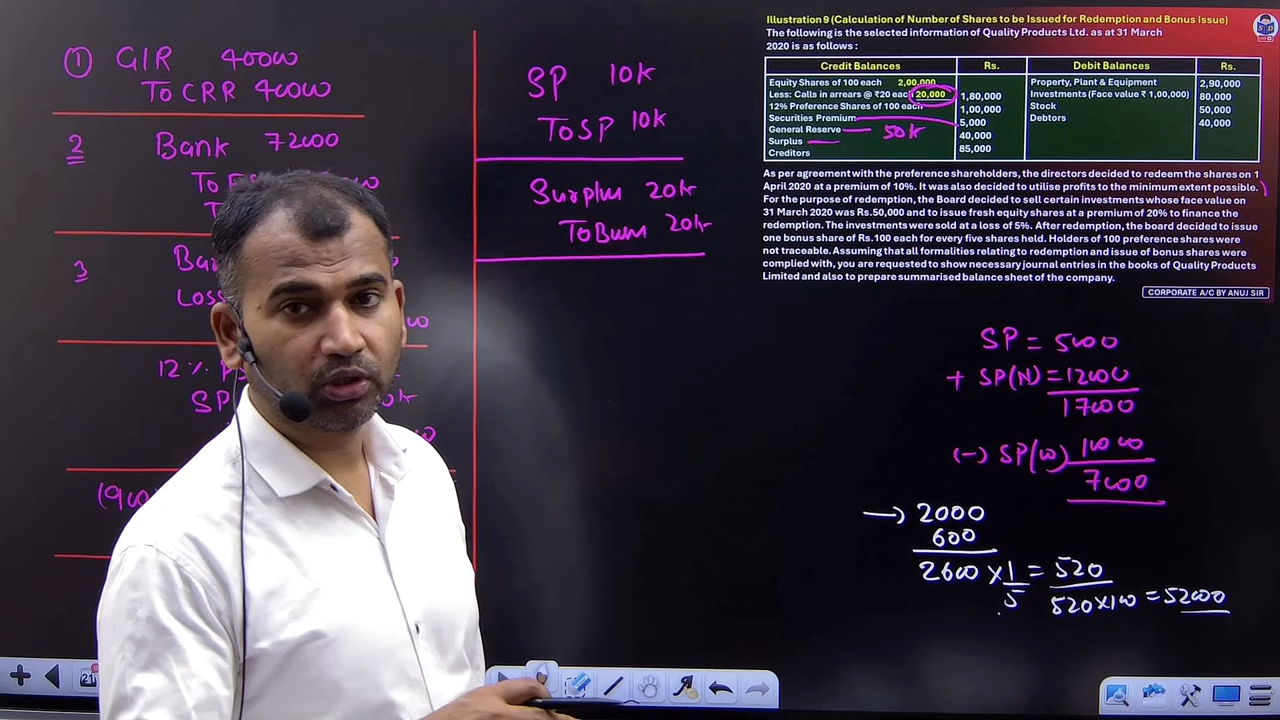 ① GIR 40000
To CRR 40000
2 Bank 72000
To
3
Loss
12%
SP
SP 10k
To SP 10k
Surplus 20k
To Bum 20k
Illustration 9 (Calculation of Number of Shares to be Issued for Redemption and Bonus Issue)
The following is the selected information of Quality Products Ltd. as at 31 March
2020 is as follows :
Credit Balances Rs. Debit Balances Rs.
Equity Shares of 100 each 2,00,000 Property, Plant & Equipment 2,90,000
Less: Calls in arrears @ ₹20 each 20,000 1,80,000 Investments (Face value ₹ 1,00,000) 80,000
12% Preference Shares of 100 each 1,00,000 Stock 50,000
Securities Premium 5,000 Debtors 40,000
General Reserve 50k 40,000
Surplus 85,000
Creditors
As per agreement with the preference shareholders, the directors decided to redeem the shares on 1
April 2020 at a premium of 10%. It was also decided to utilise profits to the minimum extent possible.
For the purpose of redemption, the Board decided to sell certain investments whose face value on
31 March 2020 was Rs.50,000 and to issue fresh equity shares at a premium of 20% to finance the
redemption. The investments were sold at a loss of 5%. After redemption, the board decided to issue
one bonus share of Rs.100 each for every five shares held. Holders of 100 preference shares were
not traceable. Assuming that all formalities relating to redemption and issue of bonus shares were
complied with, you are requested to show necessary journal entries in the books of Quality Products
Limited and also to prepare summarised balance sheet of the company.
CORPORATE A/C BY ANUJ SIR
SP = 5000
+ SP(N) = 12000
17000
(-) SP(W) 10000
7000
→ 2000
600
2600 × 1/5 = 520
520×100 = 52000
21